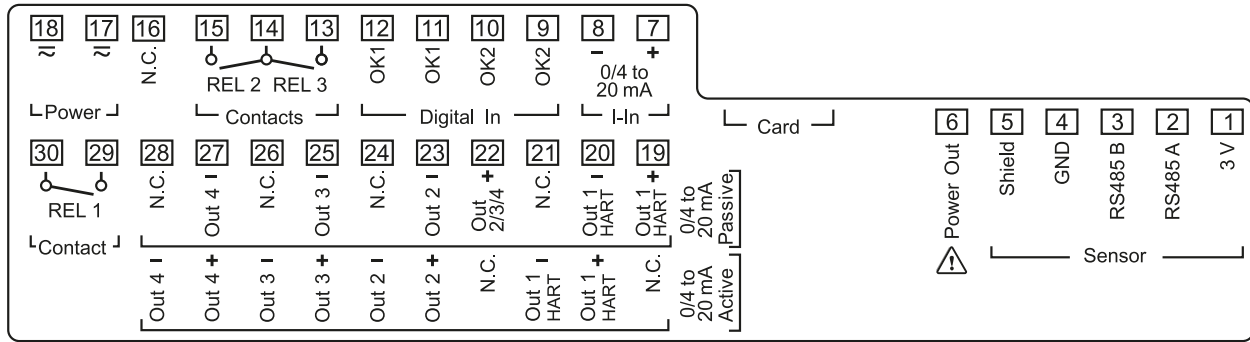 18 17 16 15 14 13 12 11 10 9 8 7
≂ ≂ N.C. OK1 OK1 OK2 OK2 − +
REL 2 REL 3 0/4 to
20 mA
Power Contacts Digital In I-In Card
6 5 4 3 2 1
Power Out Shield GND RS485 B RS485 A 3 V
Sensor
30 29 28 27 26 25 24 23 22 21 20 19
REL 1
Contact
N.C. Out 4 − N.C. Out 3 − N.C. Out 2 − Out 2/3/4 + N.C. Out 1 − HART Out 1 + HART
0/4 to
20 mA
Passive
Out 4 − Out 4 + Out 3 − Out 3 + Out 2 − Out 2 + N.C. Out 1 − HART Out 1 + HART N.C.
0/4 to
20 mA
Active